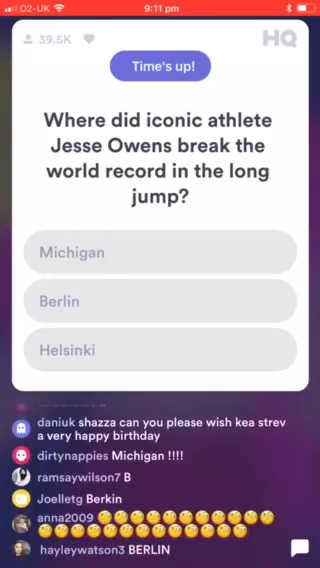 O2-UK 9:11 pm
39.5K HQ
Time's up!
Where did iconic athlete
Jesse Owens break the
world record in the long
jump?
Michigan
Berlin
Helsinki
daniuk shazza can you please wish kea strev
a very happy birthday
dirtynappies Michigan !!!!
ramsaywilson7 B
Joelletg Berkin
anna2009 🧐🧐🧐🧐🧐🧐🧐🧐🧐🧐🧐
🧐🧐🧐🧐🧐🧐🧐🧐🧐🧐
hayleywatson3 BERLIN